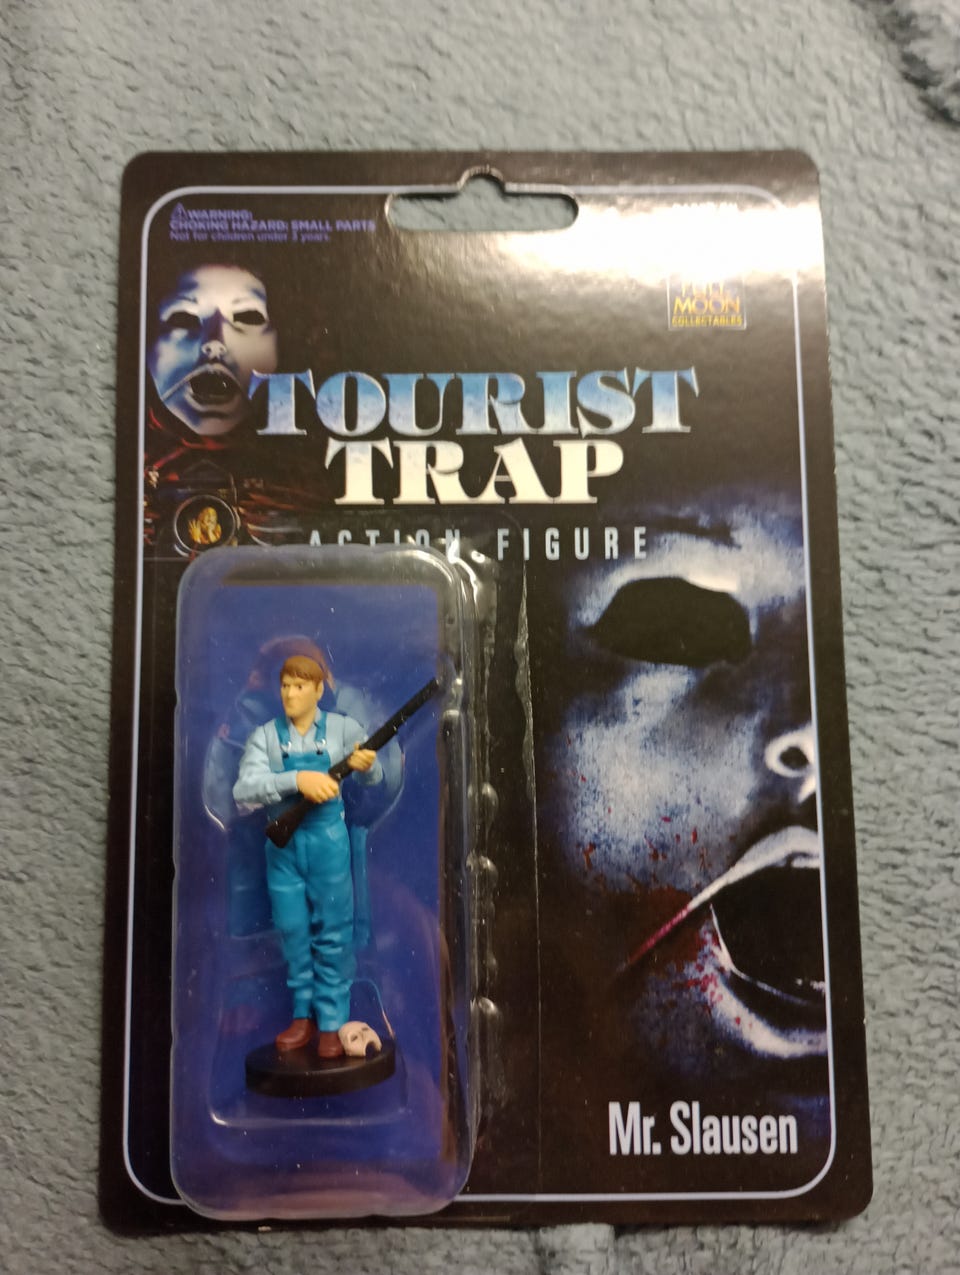 ⚠WARNING:
CHOKING HAZARD: SMALL PARTS
Not for children under 3 years.
FULL
MOON
COLLECTABLES
TOURIST
TRAP
ACTION FIGURE
Mr. Slausen